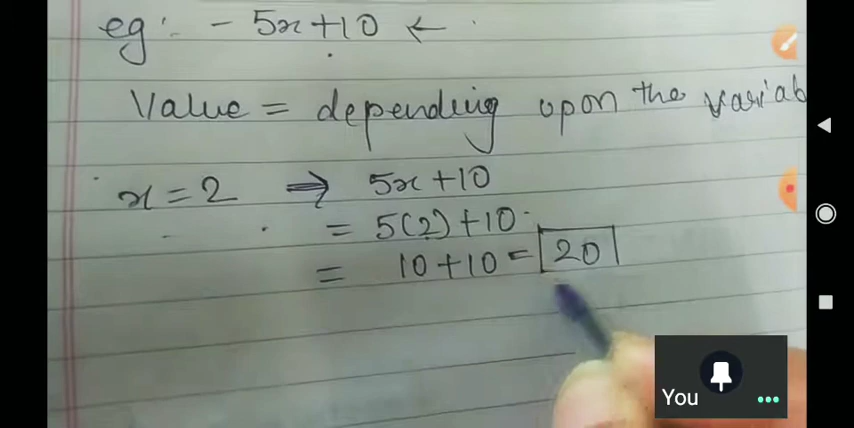 eg:- 5x+10 ←
Value = depending upon the variab
x = 2 ⇒ 5x+10
= 5(2)+10
= 10+10 = 20
You